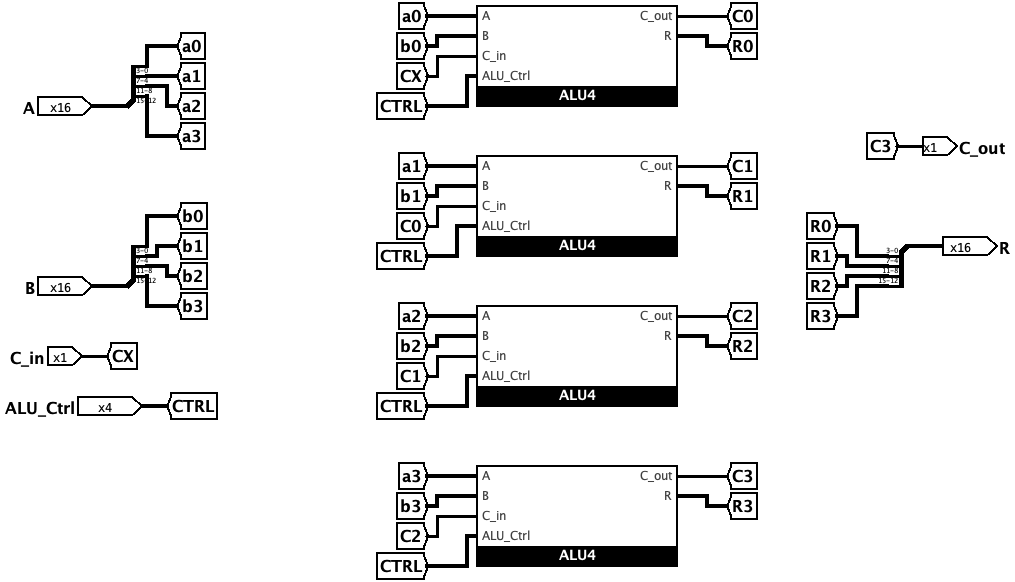 A x16
3-0
7-4
11-8
15-12
a0
a1
a2
a3
B x16
3-0
7-4
11-8
15-12
b0
b1
b2
b3
C_in x1 CX
ALU_Ctrl x4 CTRL
a0 A C_out C0
b0 B R R0
CX C_in
CTRL ALU_Ctrl
ALU4
a1 A C_out C1
b1 B R R1
C0 C_in
CTRL ALU_Ctrl
ALU4
a2 A C_out C2
b2 B R R2
C1 C_in
CTRL ALU_Ctrl
ALU4
a3 A C_out C3
b3 B R R3
C2 C_in
CTRL ALU_Ctrl
ALU4
C3 x1 C_out
R0
R1
R2
R3
3-0
7-4
11-8
15-12
x16 R